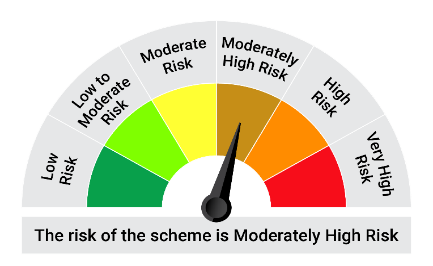 Low
Risk
Low to
Moderate
Risk
Moderate
Risk
Moderately
High Risk
High
Risk
Very High
Risk
The risk of the scheme is Moderately High Risk